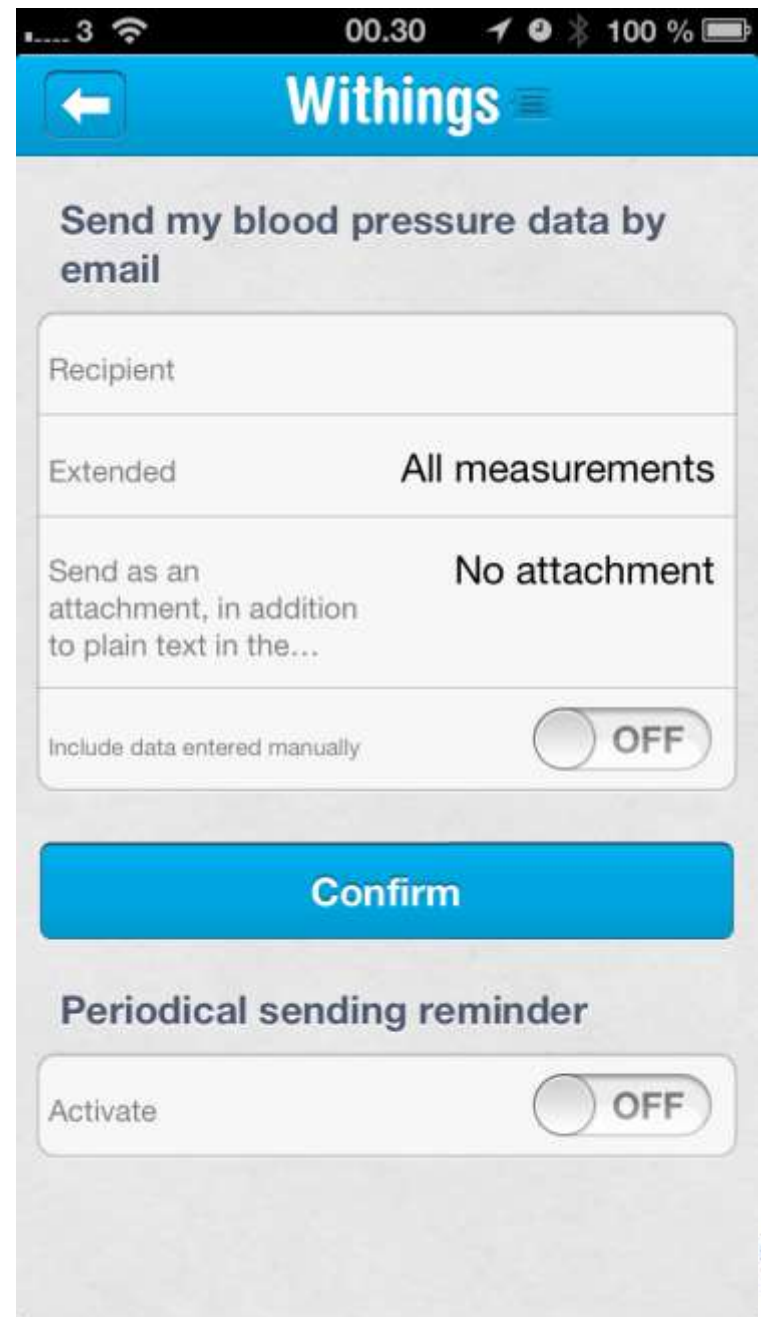 3 00.30 100 %
Withings
Send my blood pressure data by
email
Recipient
Extended All measurements
Send as an No attachment
attachment, in addition
to plain text in the...
Include data entered manually OFF
Confirm
Periodical sending reminder
Activate OFF